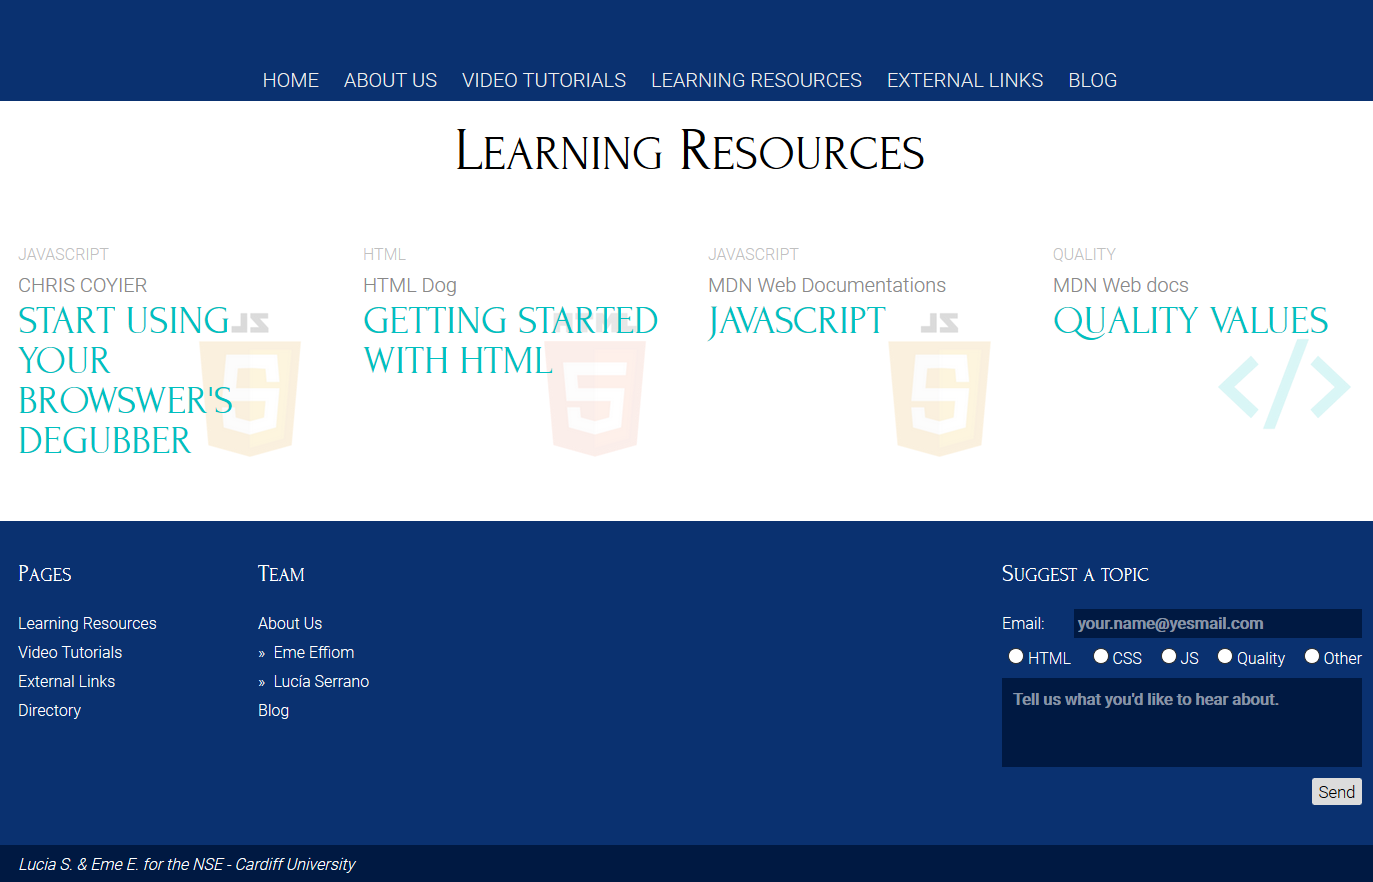 HOME ABOUT US VIDEO TUTORIALS LEARNING RESOURCES EXTERNAL LINKS BLOG
Learning Resources
JAVASCRIPT
CHRIS COYIER
START USING
YOUR
BROWSWER'S
DEGUBBER
JS
HTML
HTML Dog
GETTING STARTED
WITH HTML
HTML
JAVASCRIPT
MDN Web Documentations
JAVASCRIPT
JS
QUALITY
MDN Web docs
QUALITY VALUES
</>
Pages
Learning Resources
Video Tutorials
External Links
Directory
Team
About Us
» Eme Effiom
» Lucía Serrano
Blog
Suggest a topic
Email: your.name@yesmail.com
HTML CSS JS Quality Other
Tell us what you'd like to hear about.
Send
Lucia S. & Eme E. for the NSE - Cardiff University